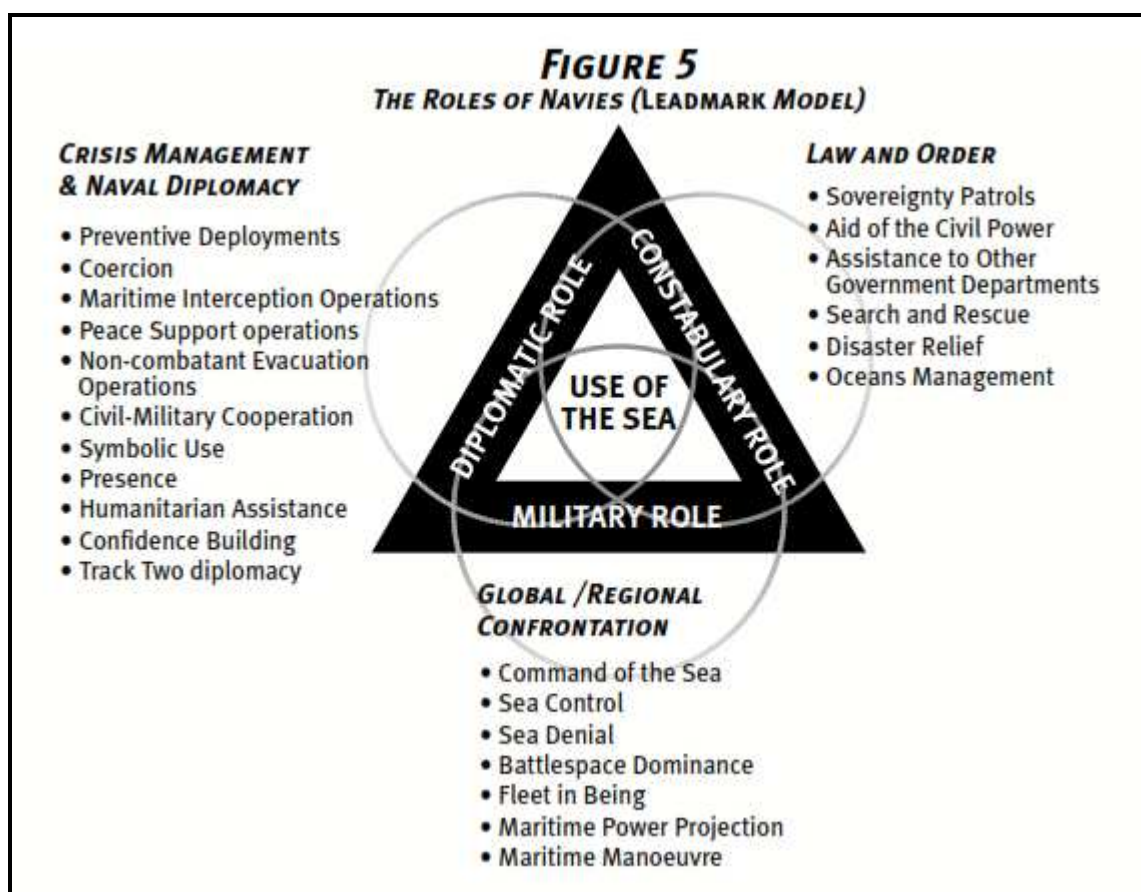 FIGURE 5
THE ROLES OF NAVIES (LEADMARK MODEL)
CRISIS MANAGEMENT
& NAVAL DIPLOMACY
• Preventive Deployments
• Coercion
• Maritime Interception Operations
• Peace Support operations
• Non-combatant Evacuation
Operations
• Civil-Military Cooperation
• Symbolic Use
• Presence
• Humanitarian Assistance
• Confidence Building
• Track Two diplomacy
DIPLOMATIC ROLE
CONSTABULARY ROLE
USE OF
THE SEA
MILITARY ROLE
LAW AND ORDER
• Sovereignty Patrols
• Aid of the Civil Power
• Assistance to Other
Government Departments
• Search and Rescue
• Disaster Relief
• Oceans Management
GLOBAL /REGIONAL
CONFRONTATION
• Command of the Sea
• Sea Control
• Sea Denial
• Battlespace Dominance
• Fleet in Being
• Maritime Power Projection
• Maritime Manoeuvre